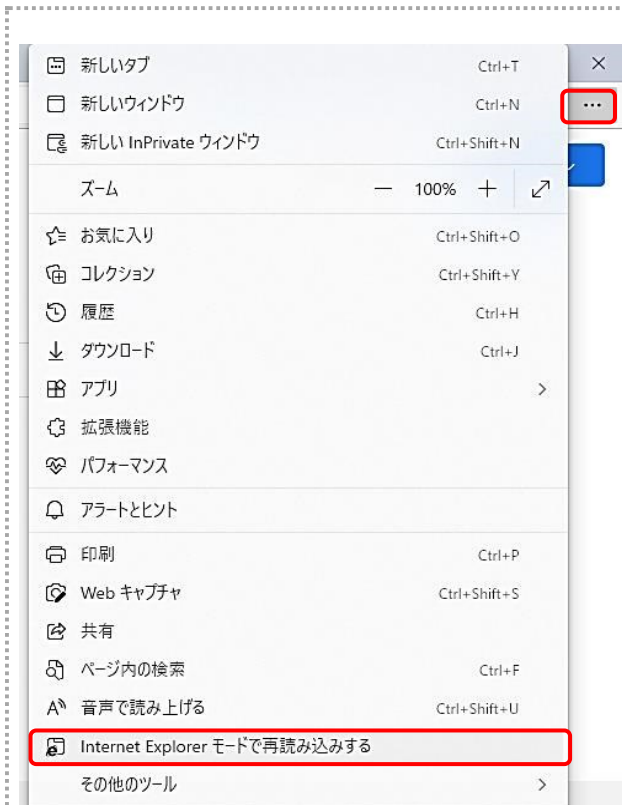 新しいタブ Ctrl+T
新しいウィンドウ Ctrl+N
新しい InPrivate ウィンドウ Ctrl+Shift+N
ズーム — 100% +
お気に入り Ctrl+Shift+O
コレクション Ctrl+Shift+Y
履歴 Ctrl+H
ダウンロード Ctrl+J
アプリ
拡張機能
パフォーマンス
アラートとヒント
印刷 Ctrl+P
Web キャプチャ Ctrl+Shift+S
共有
ページ内の検索 Ctrl+F
音声で読み上げる Ctrl+Shift+U
Internet Explorer モードで再読み込みする
その他のツール